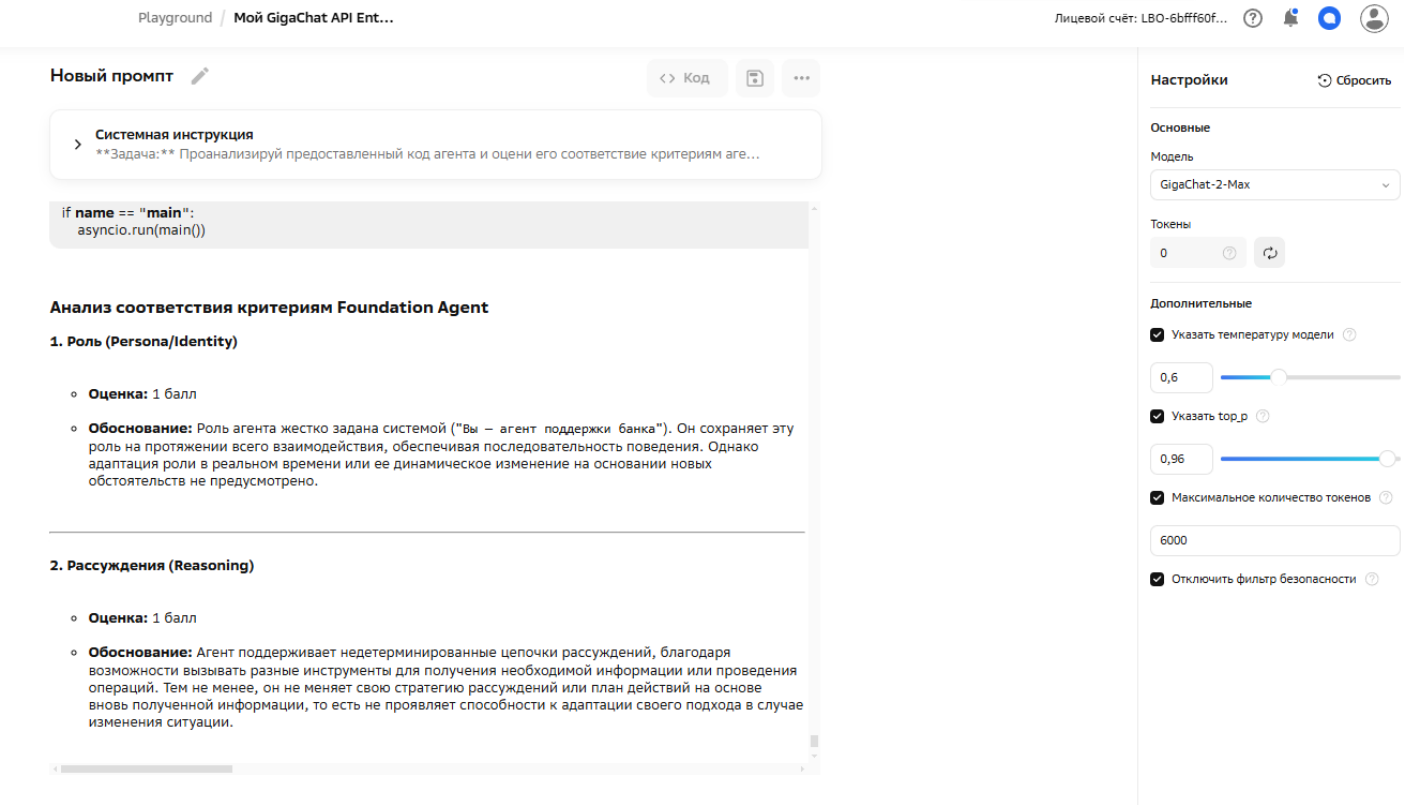 Playground / Мой GigaChat API Ent...
Лицевой счёт: LBO-6bfff60f...
Новый промпт
<> Код
Системная инструкция
**Задача:** Проанализируй предоставленный код агента и оцени его соответствие критериям аге...
if name == "main":
asyncio.run(main())
Анализ соответствия критериям Foundation Agent
1. Роль (Persona/Identity)
Оценка: 1 балл
Обоснование: Роль агента жестко задана системой ("Вы — агент поддержки банка"). Он сохраняет эту
роль на протяжении всего взаимодействия, обеспечивая последовательность поведения. Однако
адаптация роли в реальном времени или ее динамическое изменение на основании новых
обстоятельств не предусмотрено.
2. Рассуждения (Reasoning)
Оценка: 1 балл
Обоснование: Агент поддерживает недетерминированные цепочки рассуждений, благодаря
возможности вызывать разные инструменты для получения необходимой информации или проведения
операций. Тем не менее, он не меняет свою стратегию рассуждений или план действий на основе
вновь полученной информации, то есть не проявляет способности к адаптации своего подхода в случае
изменения ситуации.
Настройки
Сбросить
Основные
Модель
GigaChat-2-Max
Токены
0
Дополнительные
Указать температуру модели
0,6
Указать top_p
0,96
Максимальное количество токенов
6000
Отключить фильтр безопасности